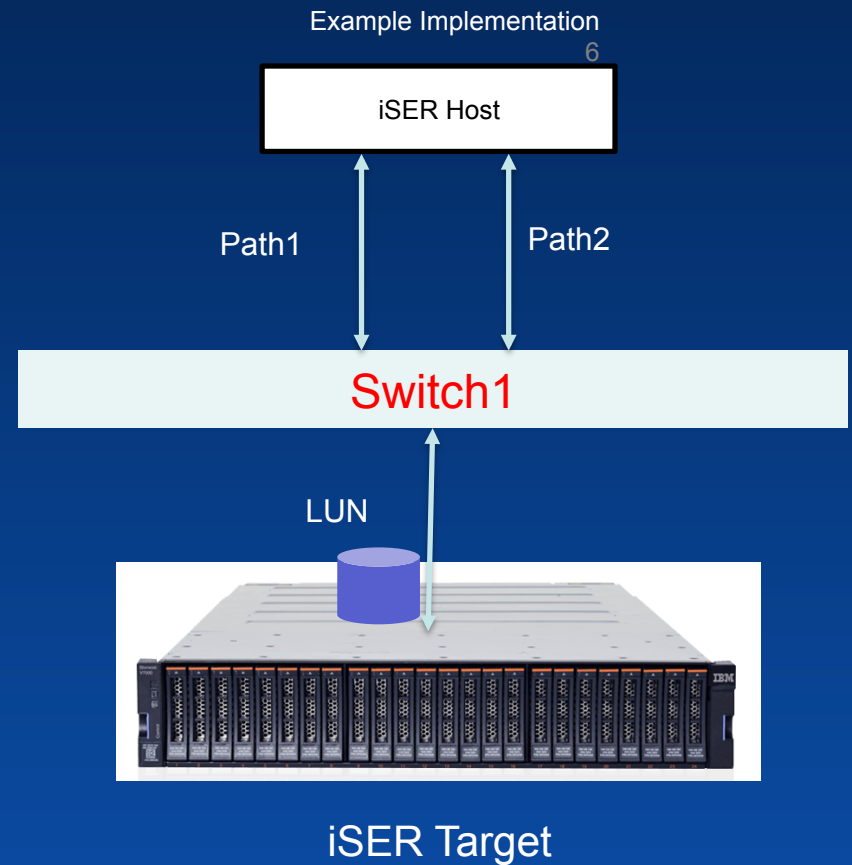 Example Implementation
6
iSER Host
Path1
Path2
Switch1
LUN
IBM
iSER Target